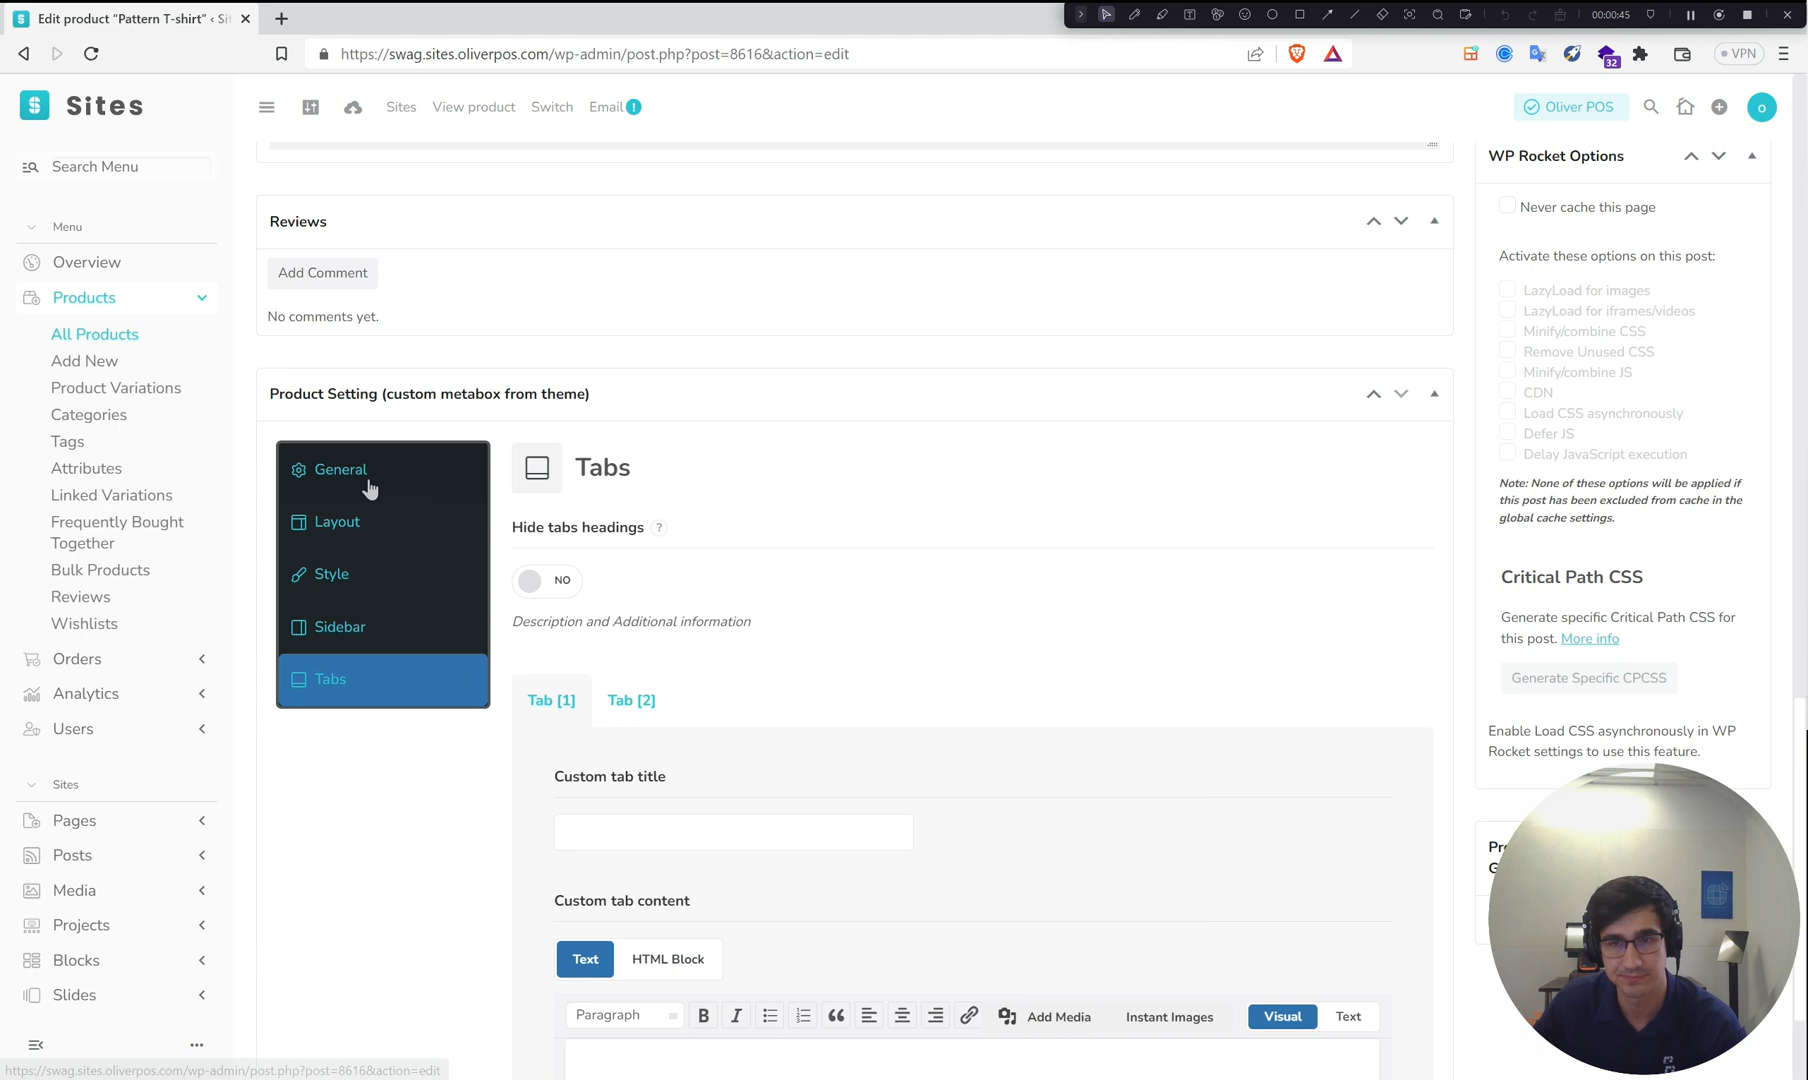 Edit product “Pattern T-shirt” ‹ Sit
00:00:45
https://swag.sites.oliverpos.com/wp-admin/post.php?post=8616&action=edit
32
VPN
Sites
Sites
View product
Switch
Email
!
Oliver POS
o
Search Menu
Menu
Overview
Products
All Products
Add New
Product Variations
Categories
Tags
Attributes
Linked Variations
Frequently Bought
Together
Bulk Products
Reviews
Wishlists
Orders
Analytics
Users
Sites
Pages
Posts
Media
Projects
Blocks
Slides
https://swag.sites.oliverpos.com/wp-admin/post.php?post=8616&action=edit
Reviews
Add Comment
No comments yet.
Product Setting (custom metabox from theme)
General
Layout
Style
Sidebar
Tabs
Tabs
Hide tabs headings ?
NO
Description and Additional information
Tab [1]
Tab [2]
Custom tab title
Custom tab content
Text
HTML Block
Paragraph
B
I
Add Media
Instant Images
Visual
Text
WP Rocket Options
Never cache this page
Activate these options on this post:
LazyLoad for images
LazyLoad for iframes/videos
Minify/combine CSS
Remove Unused CSS
Minify/combine JS
CDN
Load CSS asynchronously
Defer JS
Delay JavaScript execution
Note: None of these options will be applied if
this post has been excluded from cache in the
global cache settings.
Critical Path CSS
Generate specific Critical Path CSS for
this post. More info
Generate Specific CPCSS
Enable Load CSS asynchronously in WP
Rocket settings to use this feature.